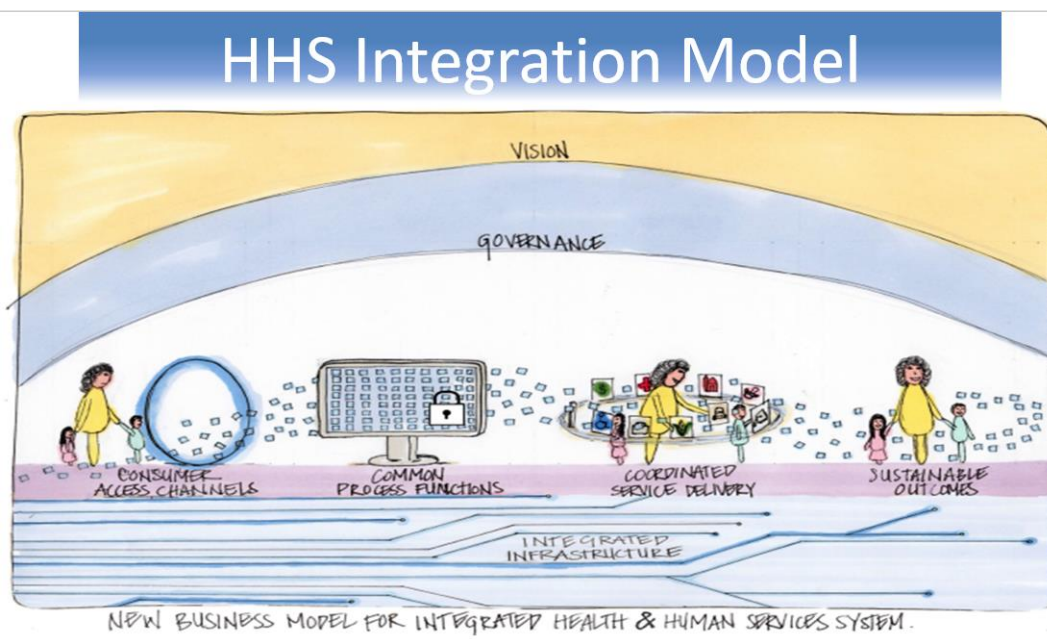 HHS Integration Model
VISION
GOVERNANCE
CONSUMER
ACCESS CHANNELS
COMMON
PROCESS FUNCTIONS
COORDINATED
SERVICE DELIVERY
SUSTAINABLE
OUTCOMES
INTEGRATED
INFRASTRUCTURE
NEW BUSINESS MODEL FOR INTEGRATED HEALTH & HUMAN SERVICES SYSTEM.